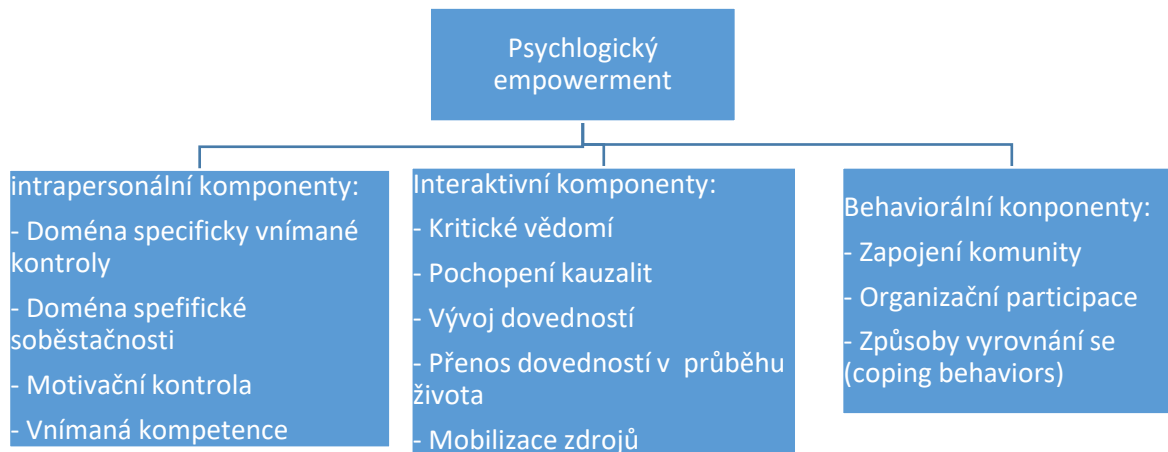 Psychlogický
empowerment
intrapersonální komponenty:
- Doména specificky vnímané
kontroly
- Doména spefifické
soběstačnosti
- Motivační kontrola
- Vnímaná kompetence
Interaktivní komponenty:
- Kritické vědomí
- Pochopení kauzalit
- Vývoj dovedností
- Přenos dovedností v  průběhu
života
- Mobilizace zdrojů
Behaviorální konponenty:
- Zapojení komunity
- Organizační participace
- Způsoby vyrovnání se
(coping behaviors)